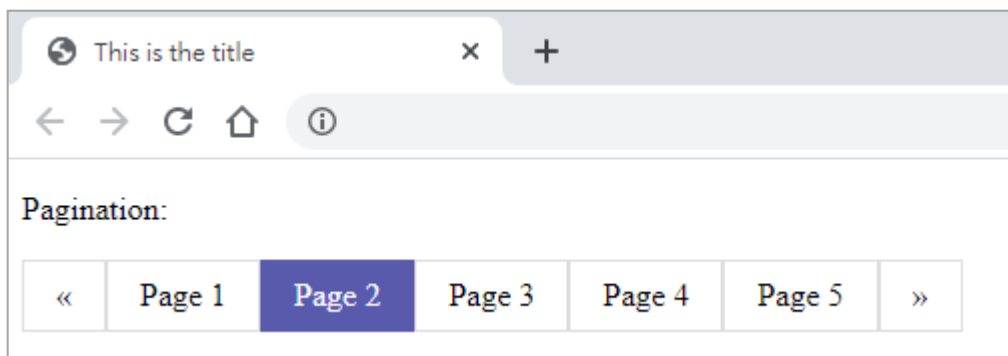 This is the title
Pagination:
« Page 1 Page 2 Page 3 Page 4 Page 5 »